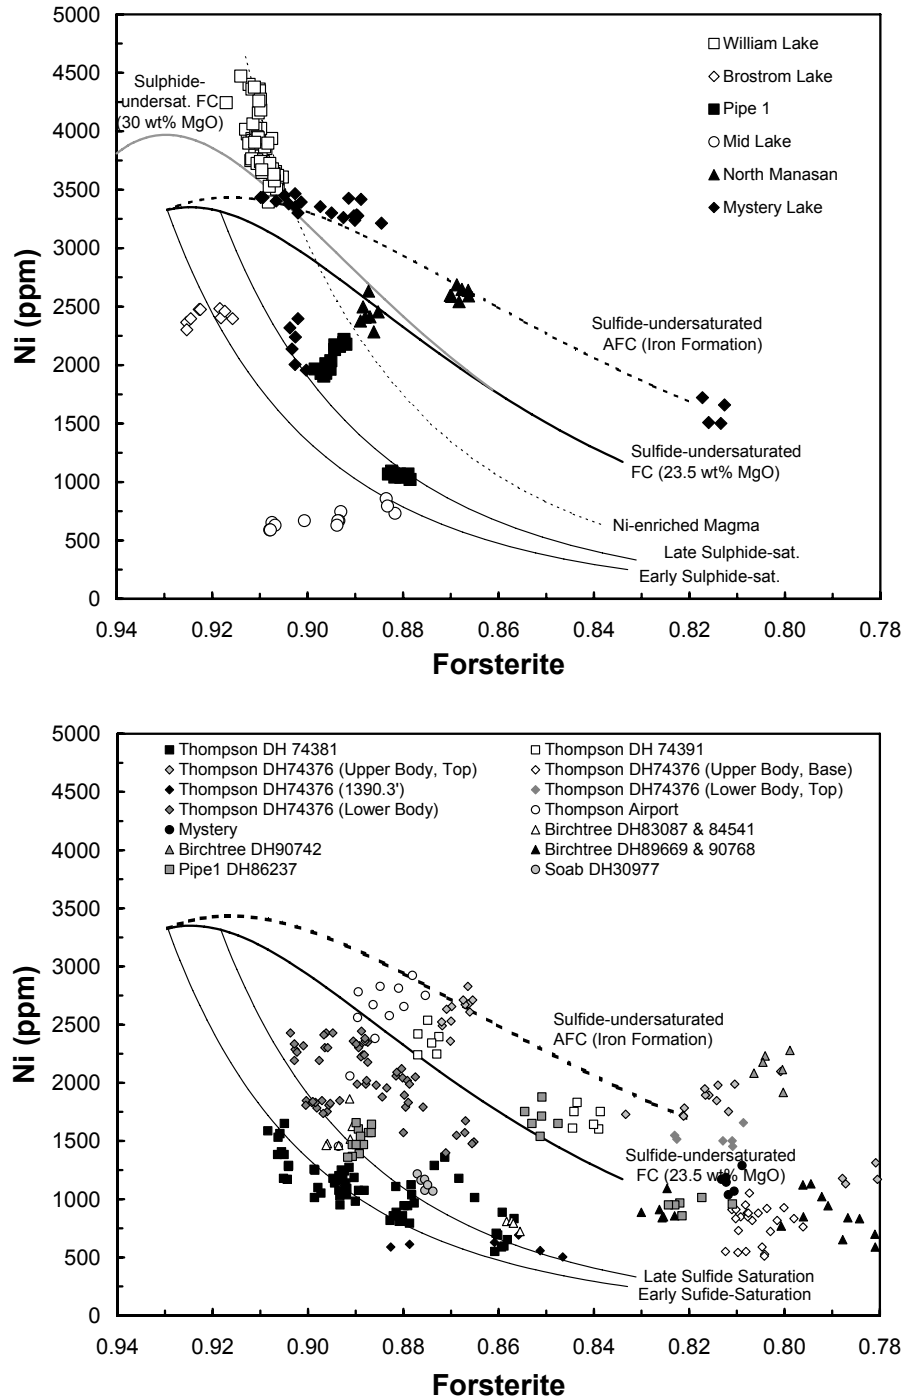 5000
4500
4000
3500
3000
2500
2000
1500
1000
500
0
Ni (ppm)
Sulphide-
undersat. FC
(30 wt% MgO)
William Lake
Brostrom Lake
Pipe 1
Mid Lake
North Manasan
Mystery Lake
Sulfide-undersaturated
AFC (Iron Formation)
Sulfide-undersaturated
FC (23.5 wt% MgO)
Ni-enriched Magma
Late Sulphide-sat.
Early Sulphide-sat.
0.94 0.92 0.90 0.88 0.86 0.84 0.82 0.80 0.78
Forsterite
5000
4500
4000
3500
3000
2500
2000
1500
1000
500
0
Ni (ppm)
Thompson DH 74381
Thompson DH 74391
Thompson DH74376 (Upper Body, Top)
Thompson DH74376 (Upper Body, Base)
Thompson DH74376 (1390.3')
Thompson DH74376 (Lower Body, Top)
Thompson DH74376 (Lower Body)
Thompson Airport
Mystery
Birchtree DH83087 & 84541
Birchtree DH90742
Birchtree DH89669 & 90768
Pipe1 DH86237
Soab DH30977
Sulfide-undersaturated
AFC (Iron Formation)
Sulfide-undersaturated
FC (23.5 wt% MgO)
Late Sulfide Saturation
Early Sufide-Saturation
0.94 0.92 0.90 0.88 0.86 0.84 0.82 0.80 0.78
Forsterite